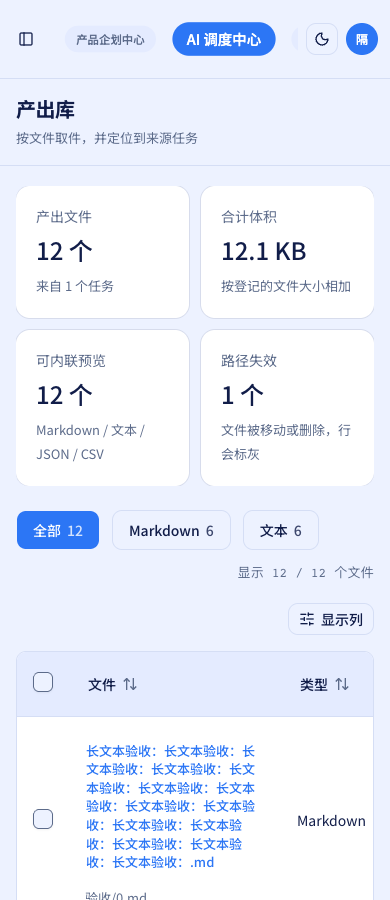 产品企划中心
AI 调度中心
隔
产出库
按文件取件，并定位到来源任务
产出文件
12 个
来自 1 个任务
合计体积
12.1 KB
按登记的文件大小相加
可内联预览
12 个
Markdown / 文本 /
JSON / CSV
路径失效
1 个
文件被移动或删除，行
会标灰
全部 12
Markdown 6
文本 6
显示 12 / 12 个文件
显示列
文件
类型
长文本验收：长文本验收：长
文本验收：长文本验收：长文
本验收：长文本验收：长文本
验收：长文本验收：长文本验
收：长文本验收：长文本验
收：长文本验收：长文本验
收：长文本验收：.md
Markdown
验收/0.md